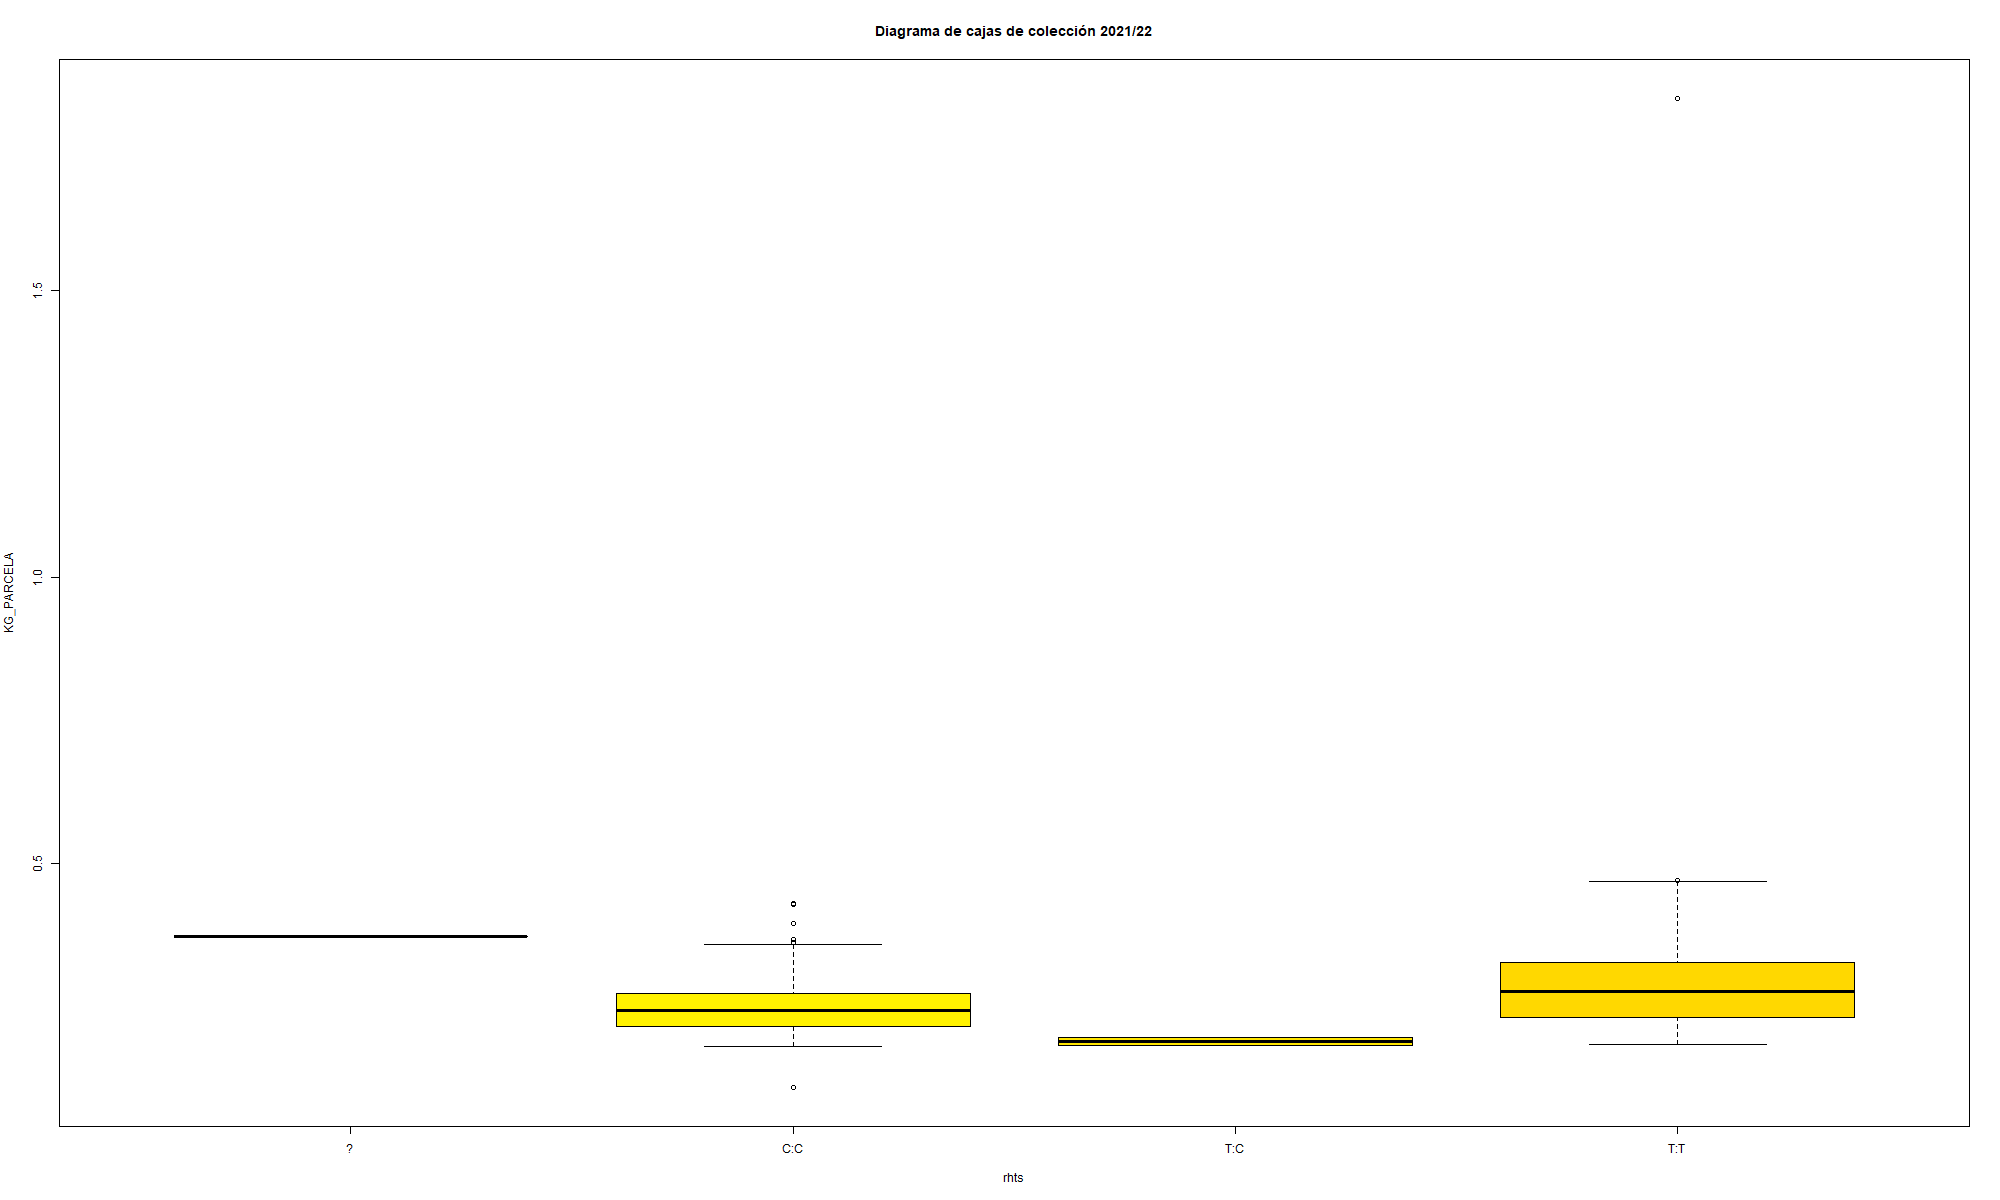 Diagrama de cajas de colección 2021/22
KG_PARCELA
1.5
1.0
0.5
?
C:C
T:C
T:T
rhts